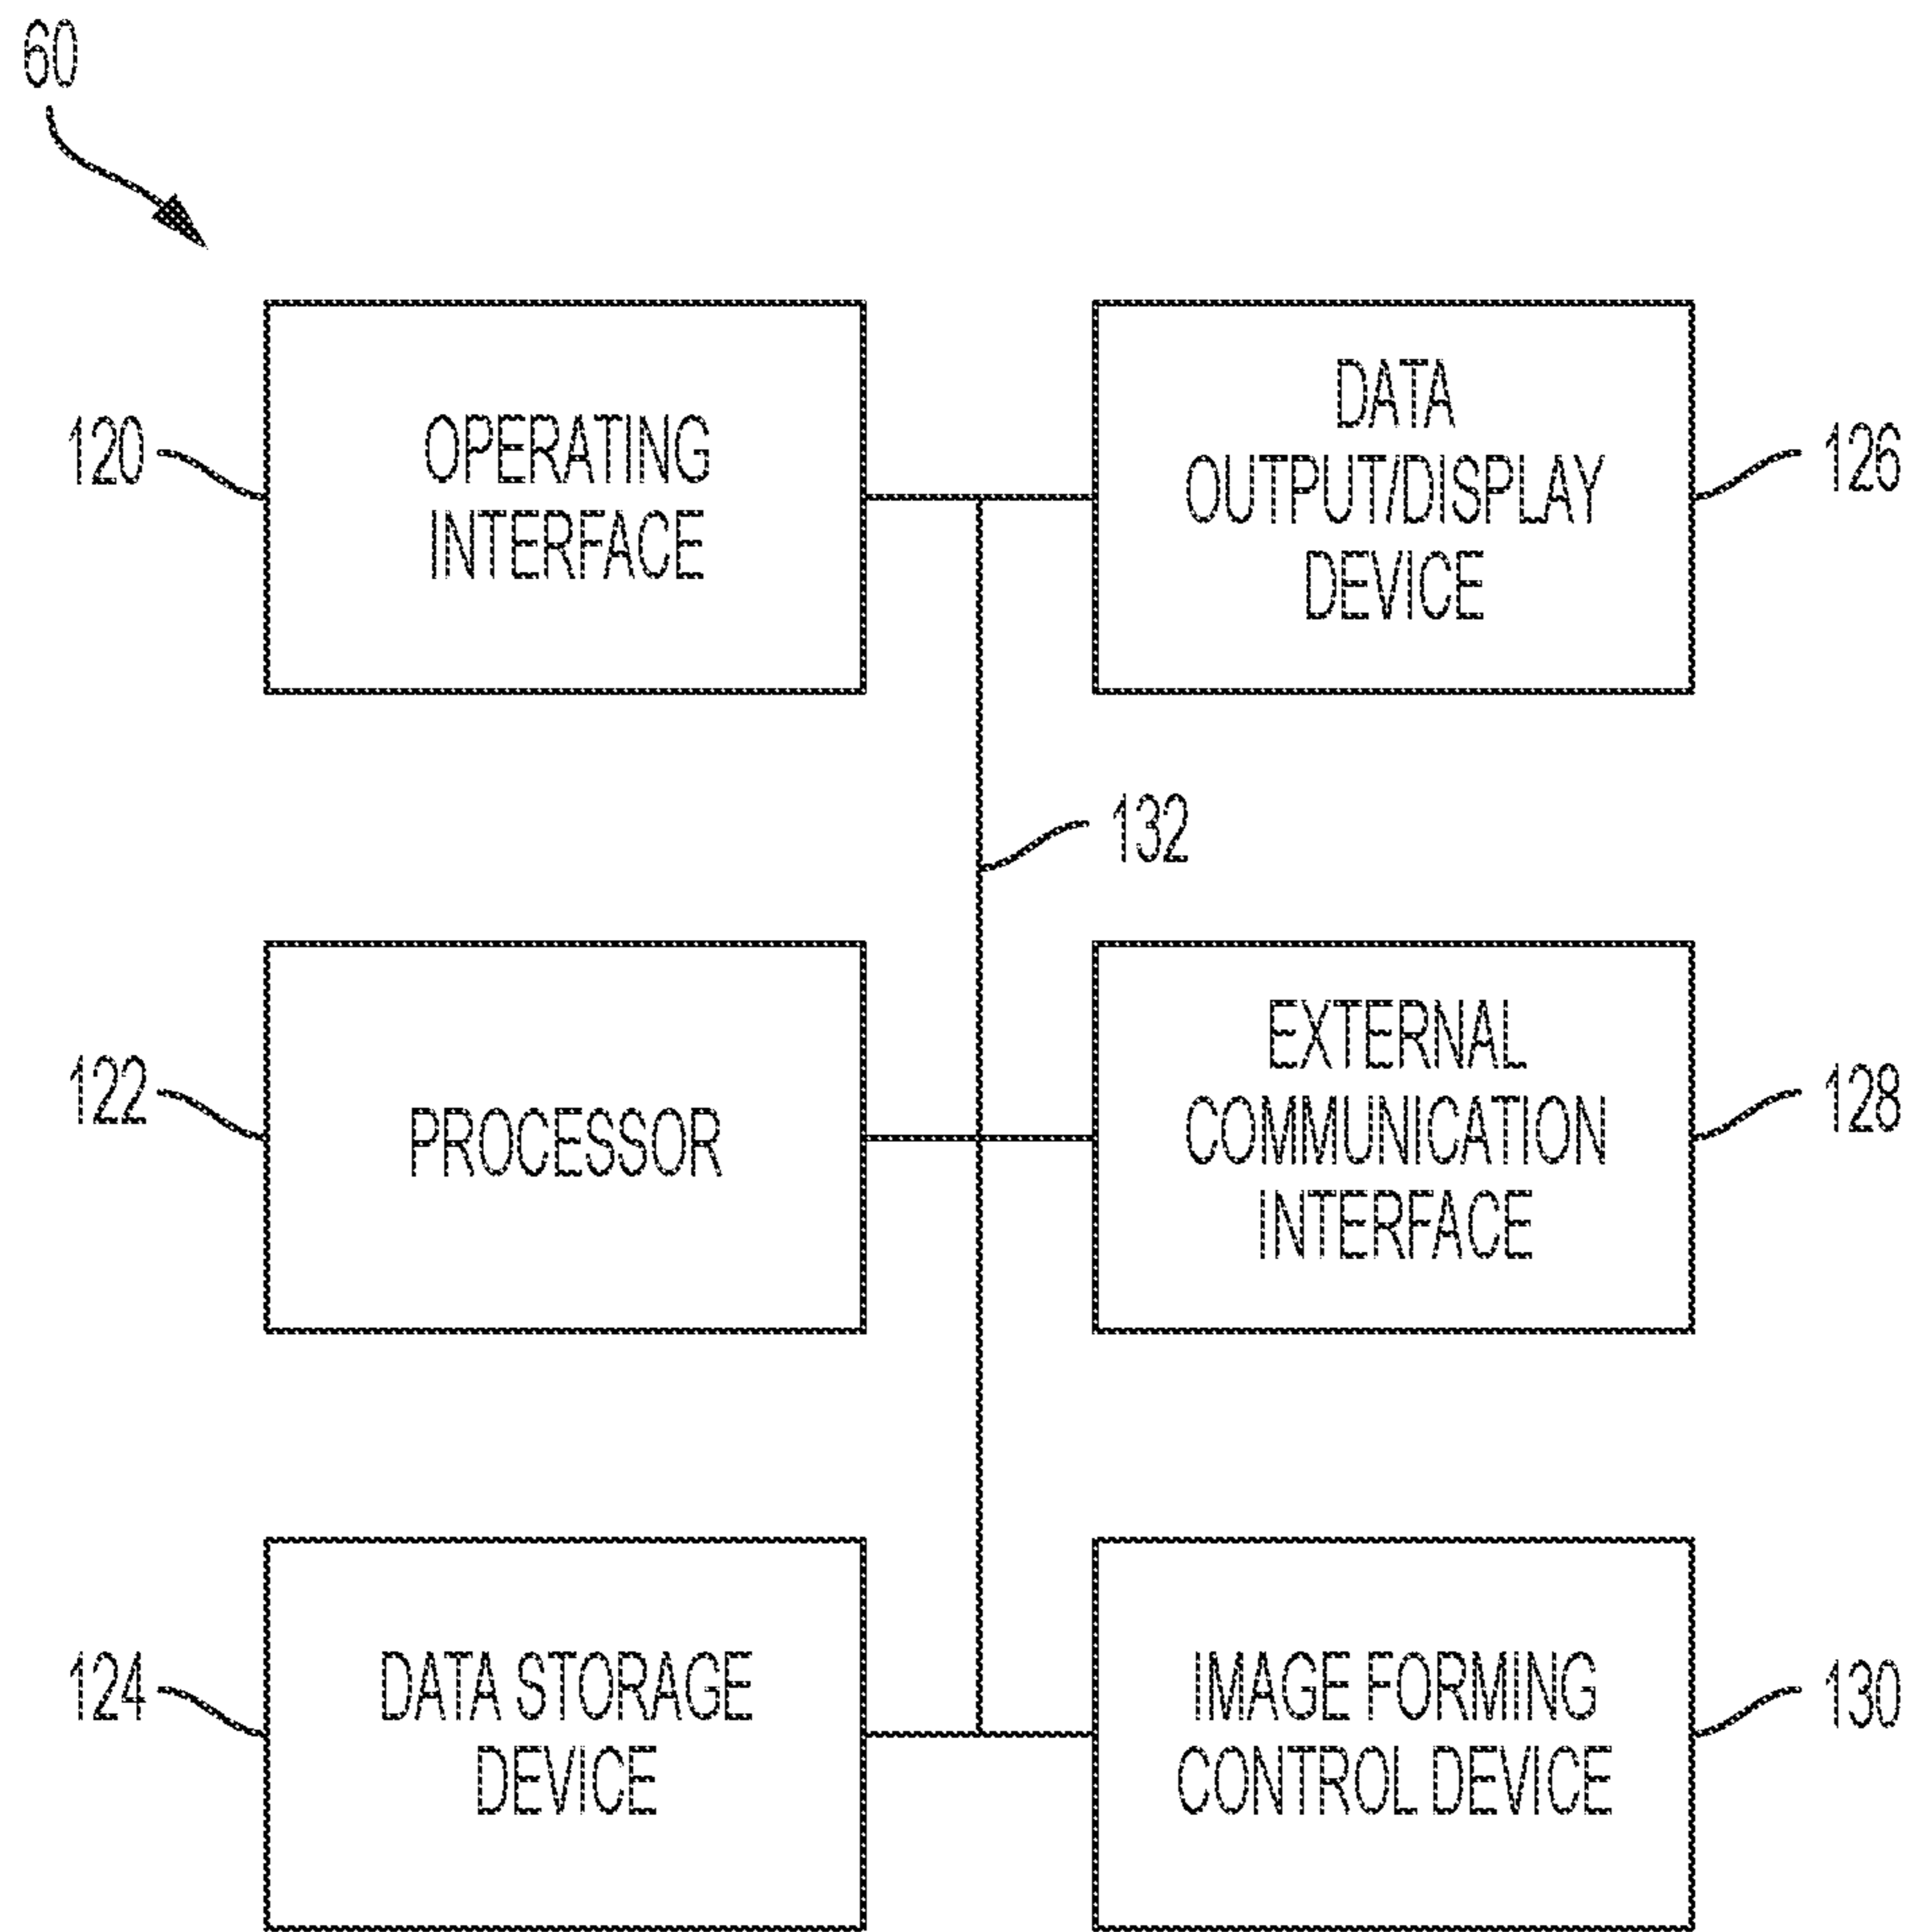 60
120
OPERATING
INTERFACE
DATA
OUTPUT/DISPLAY
DEVICE
126
132
122
PROCESSOR
EXTERNAL
COMMUNICATION
INTERFACE
128
124
DATA STORAGE
DEVICE
IMAGE FORMING
CONTROL DEVICE
130